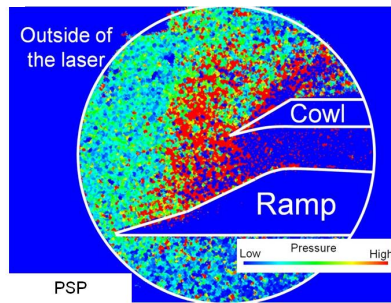 Outside of
the laser
Cowl
Ramp
Pressure
Low High
PSP